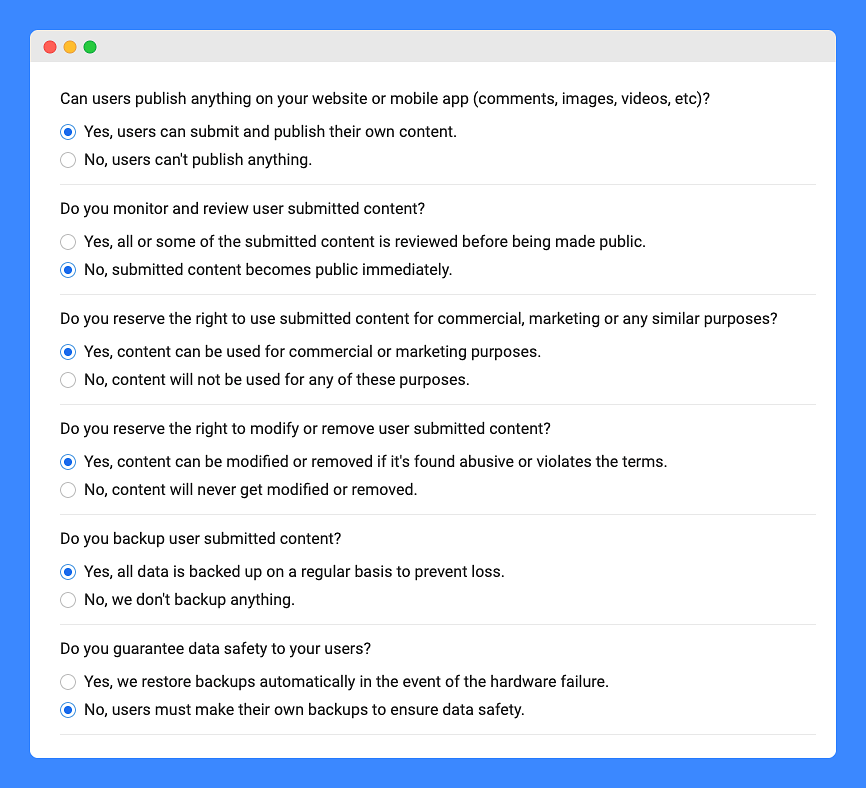 Can users publish anything on your website or mobile app (comments, images, videos, etc)?
Yes, users can submit and publish their own content.
No, users can't publish anything.
Do you monitor and review user submitted content?
Yes, all or some of the submitted content is reviewed before being made public.
No, submitted content becomes public immediately.
Do you reserve the right to use submitted content for commercial, marketing or any similar purposes?
Yes, content can be used for commercial or marketing purposes.
No, content will not be used for any of these purposes.
Do you reserve the right to modify or remove user submitted content?
Yes, content can be modified or removed if it's found abusive or violates the terms.
No, content will never get modified or removed.
Do you backup user submitted content?
Yes, all data is backed up on a regular basis to prevent loss.
No, we don't backup anything.
Do you guarantee data safety to your users?
Yes, we restore backups automatically in the event of the hardware failure.
No, users must make their own backups to ensure data safety.